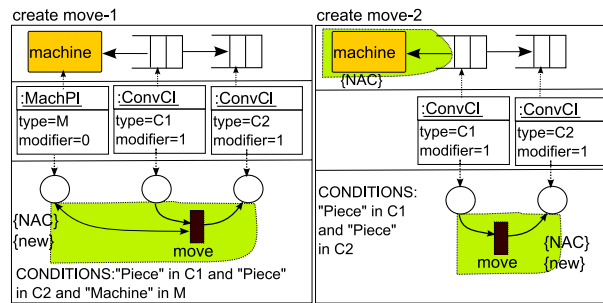 create move-1
machine
:MachPl
type=M
modifier=0
:ConvCl
type=C1
modifier=1
:ConvCl
type=C2
modifier=1
{NAC}
{new}
move
CONDITIONS:"Piece" in C1 and "Piece"
in C2 and "Machine" in M
create move-2
machine
{NAC}
:ConvCl
type=C1
modifier=1
:ConvCl
type=C2
modifier=1
CONDITIONS:
"Piece" in C1
and "Piece"
in C2
move
{NAC}
{new}